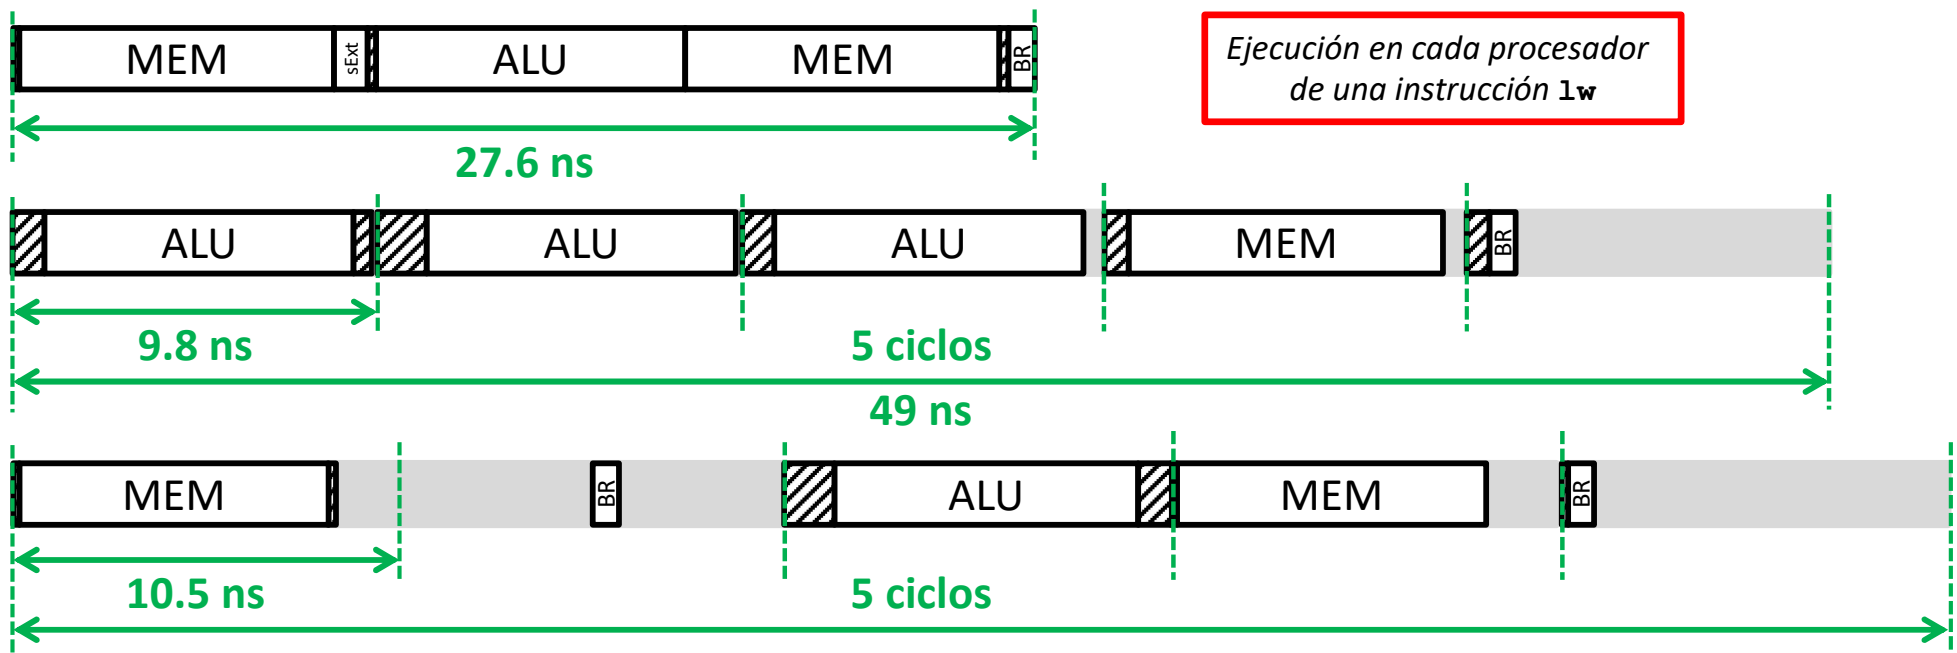 MEM sExt ALU MEM BR
Ejecución en cada procesador
de una instrucción lw
27.6 ns
ALU ALU ALU MEM BR
9.8 ns 5 ciclos
49 ns
MEM BR ALU MEM BR
10.5 ns 5 ciclos